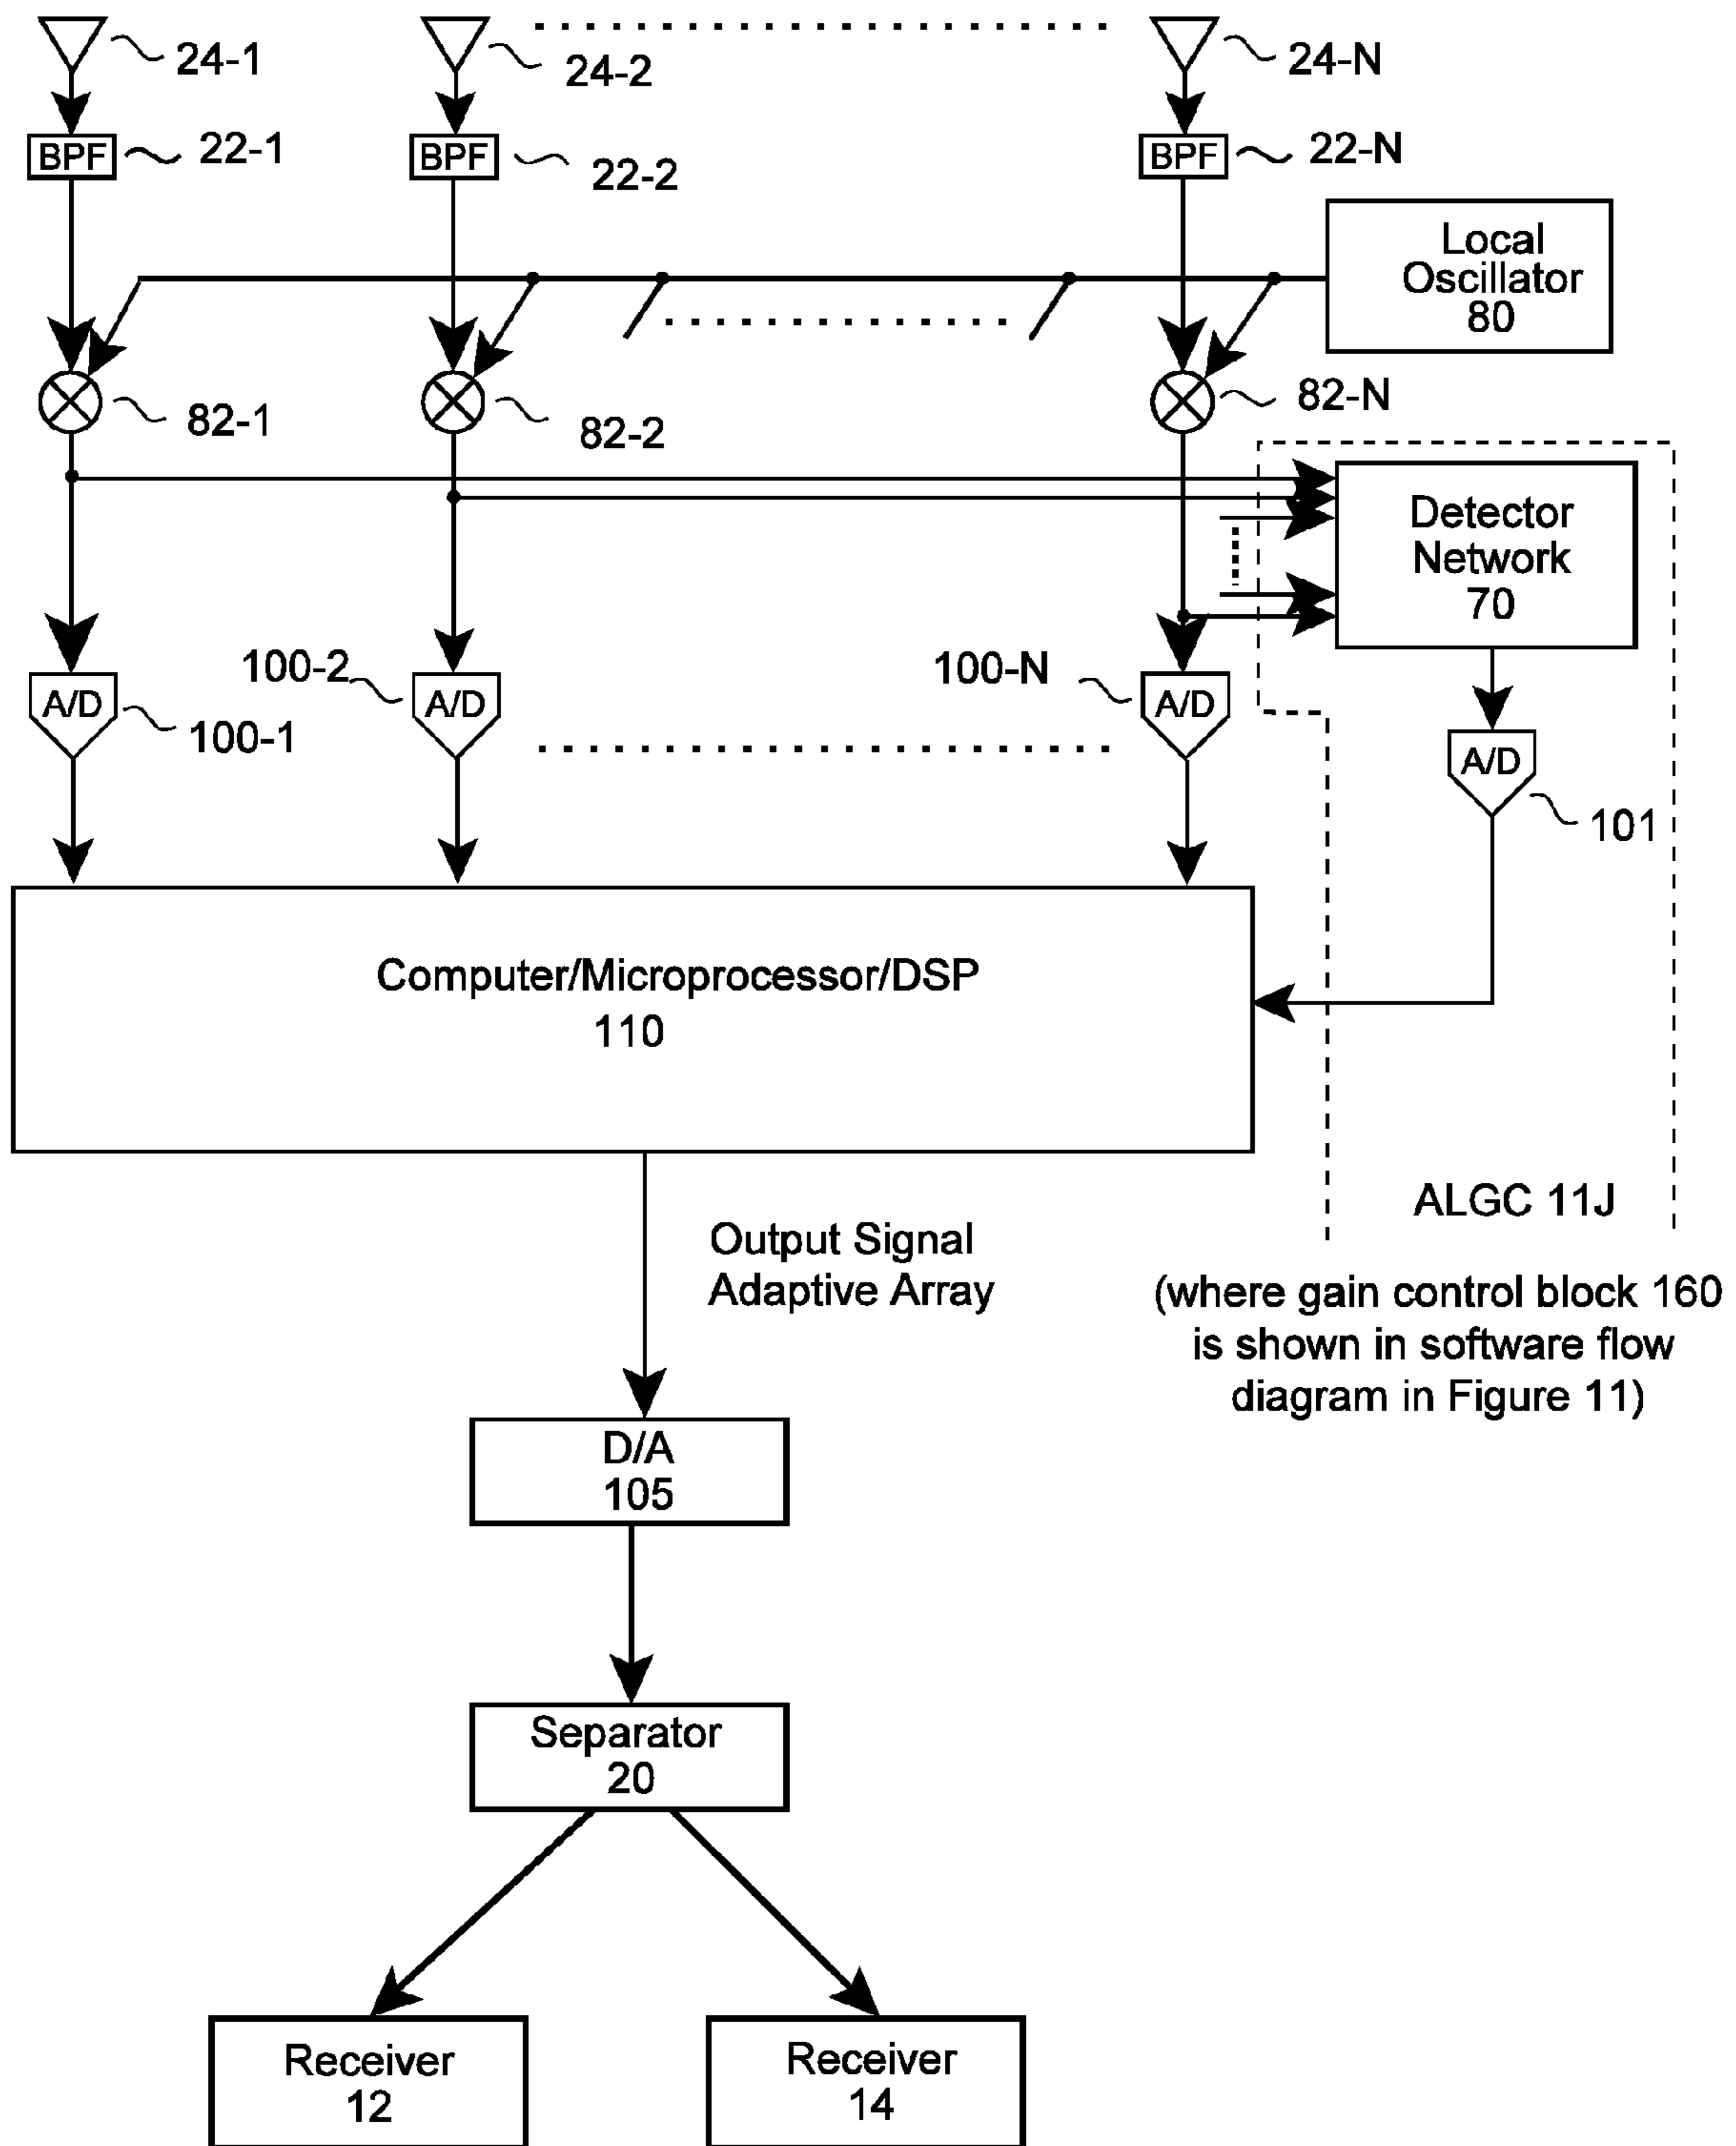 24-1
24-2
24-N
BPF
22-1
BPF
22-2
BPF
22-N
Local
Oscillator
80
82-1
82-2
82-N
Detector
Network
70
A/D
100-1
100-2
A/D
100-N
A/D
A/D
101
Computer/Microprocessor/DSP
110
ALGC 11J
(where gain control block 160
is shown in software flow
diagram in Figure 11)
Output Signal
Adaptive Array
D/A
105
Separator
20
Receiver
12
Receiver
14